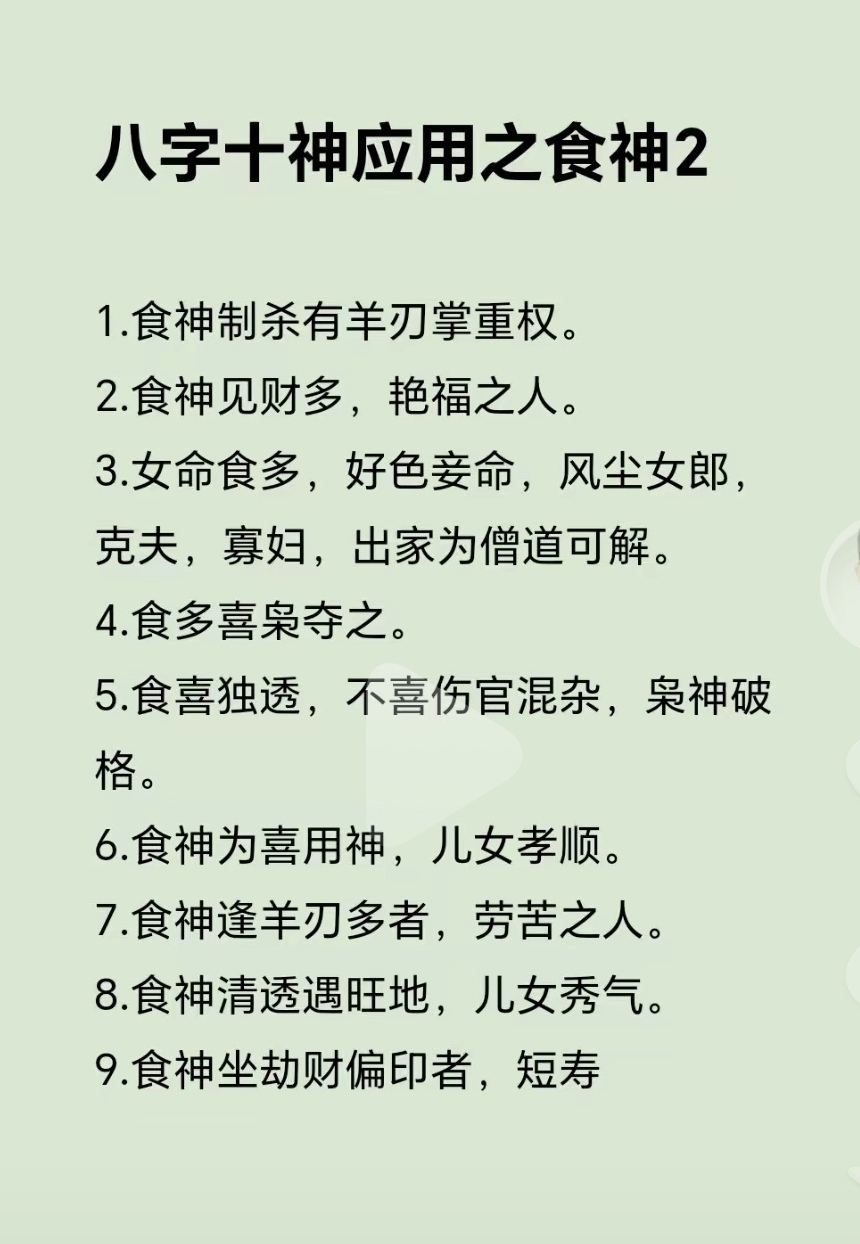 八字十神应用之食神2
1.食神制杀有羊刃掌重权。
2.食神见财多，艳福之人。
3.女命食多，好色妾命，风尘女郎，
克夫，寡妇，出家为僧道可解。
4.食多喜枭夺之。
5.食喜独透，不喜伤官混杂，枭神破
格。
6.食神为喜用神，儿女孝顺。
7.食神逢羊刃多者，劳苦之人。
8.食神清透遇旺地，儿女秀气。
9.食神坐劫财偏印者，短寿